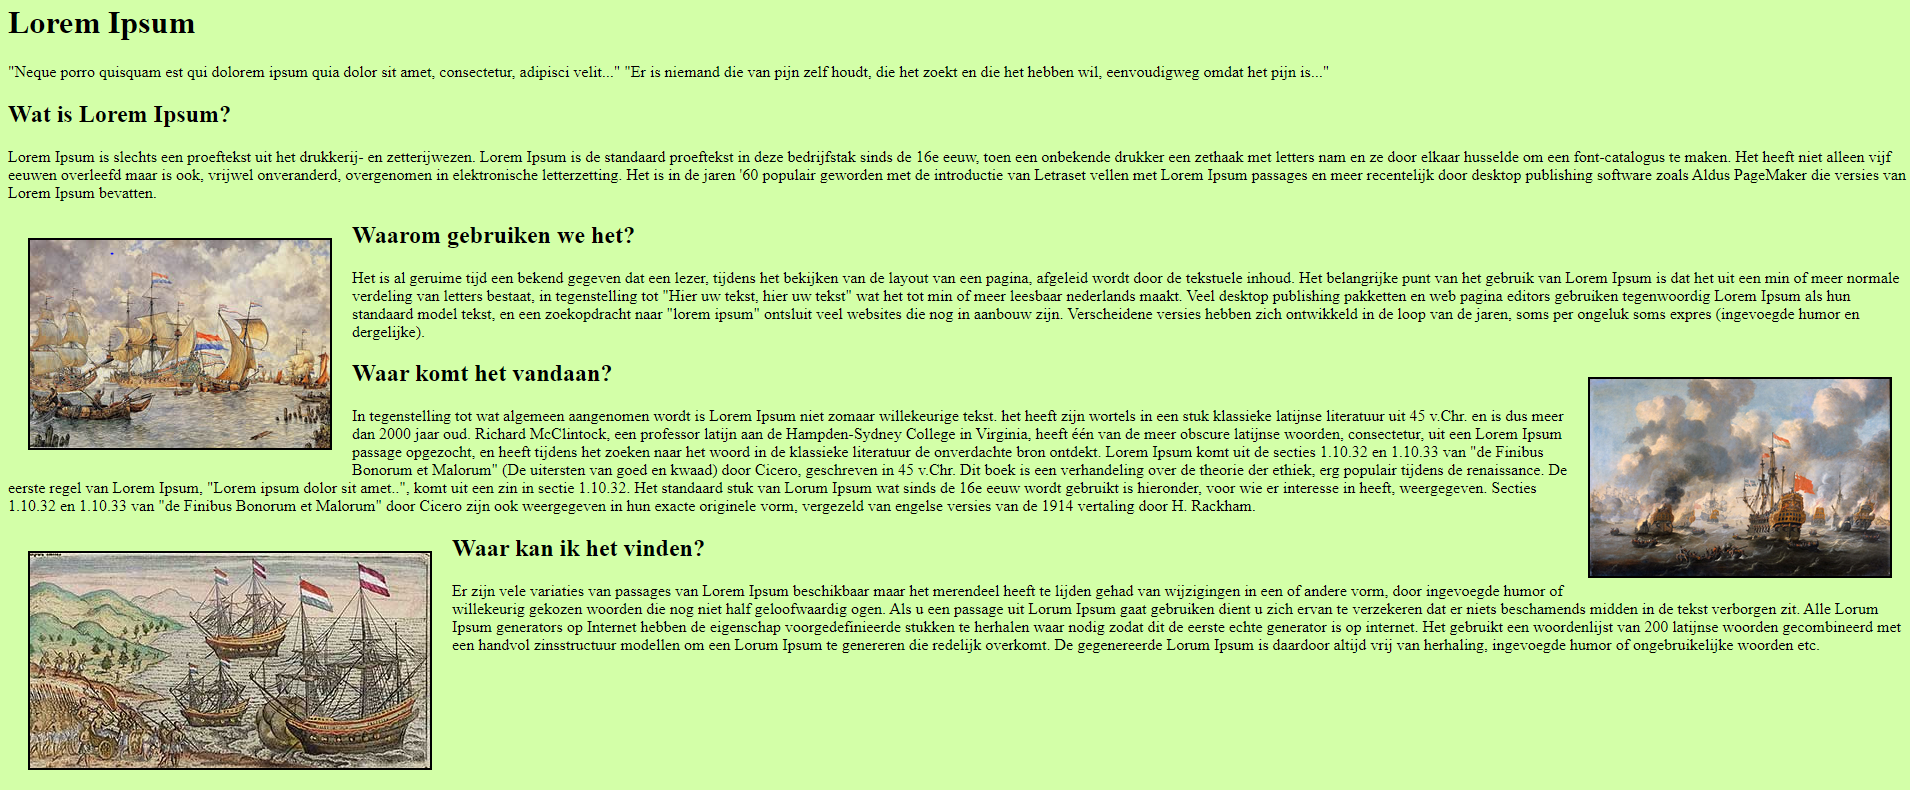 Lorem Ipsum
"Neque porro quisquam est qui dolorem ipsum quia dolor sit amet, consectetur, adipisci velit..." "Er is niemand die van pijn zelf houdt, die het zoekt en die het hebben wil, eenvoudigweg omdat het pijn is..."
Wat is Lorem Ipsum?
Lorem Ipsum is slechts een proeftekst uit het drukkerij- en zetterijwezen. Lorem Ipsum is de standaard proeftekst in deze bedrijfstak sinds de 16e eeuw, toen een onbekende drukker een zethaak met letters nam en ze door elkaar husselde om een font-catalogus te maken. Het heeft niet alleen vijf
eeuwen overleefd maar is ook, vrijwel onveranderd, overgenomen in elektronische letterzetting. Het is in de jaren '60 populair geworden met de introductie van Letraset vellen met Lorem Ipsum passages en meer recentelijk door desktop publishing software zoals Aldus PageMaker die versies van
Lorem Ipsum bevatten.
Waarom gebruiken we het?
Het is al geruime tijd een bekend gegeven dat een lezer, tijdens het bekijken van de layout van een pagina, afgeleid wordt door de tekstuele inhoud. Het belangrijke punt van het gebruik van Lorem Ipsum is dat het uit een min of meer normale
verdeling van letters bestaat, in tegenstelling tot "Hier uw tekst, hier uw tekst" wat het tot min of meer leesbaar nederlands maakt. Veel desktop publishing pakketten en web pagina editors gebruiken tegenwoordig Lorem Ipsum als hun
standaard model tekst, en een zoekopdracht naar "lorem ipsum" ontsluit veel websites die nog in aanbouw zijn. Verscheidene versies hebben zich ontwikkeld in de loop van de jaren, soms per ongeluk soms expres (ingevoegde humor en
dergelijke).
Waar komt het vandaan?
In tegenstelling tot wat algemeen aangenomen wordt is Lorem Ipsum niet zomaar willekeurige tekst. het heeft zijn wortels in een stuk klassieke latijnse literatuur uit 45 v.Chr. en is dus meer
dan 2000 jaar oud. Richard McClintock, een professor latijn aan de Hampden-Sydney College in Virginia, heeft één van de meer obscure latijnse woorden, consectetur, uit een Lorem Ipsum
passage opgezocht, en heeft tijdens het zoeken naar het woord in de klassieke literatuur de onverdachte bron ontdekt. Lorem Ipsum komt uit de secties 1.10.32 en 1.10.33 van "de Finibus
Bonorum et Malorum" (De uitersten van goed en kwaad) door Cicero, geschreven in 45 v.Chr. Dit boek is een verhandeling over de theorie der ethiek, erg populair tijdens de renaissance. De
eerste regel van Lorem Ipsum, "Lorem ipsum dolor sit amet..", komt uit een zin in sectie 1.10.32. Het standaard stuk van Lorum Ipsum wat sinds de 16e eeuw wordt gebruikt is hieronder, voor wie er interesse in heeft, weergegeven. Secties
1.10.32 en 1.10.33 van "de Finibus Bonorum et Malorum" door Cicero zijn ook weergegeven in hun exacte originele vorm, vergezeld van engelse versies van de 1914 vertaling door H. Rackham.
Waar kan ik het vinden?
Er zijn vele variaties van passages van Lorem Ipsum beschikbaar maar het merendeel heeft te lijden gehad van wijzigingen in een of andere vorm, door ingevoegde humor of
willekeurig gekozen woorden die nog niet half geloofwaardig ogen. Als u een passage uit Lorum Ipsum gaat gebruiken dient u zich ervan te verzekeren dat er niets beschamends midden in de tekst verborgen zit. Alle Lorum
Ipsum generators op Internet hebben de eigenschap voorgedefinieerde stukken te herhalen waar nodig zodat dit de eerste echte generator is op internet. Het gebruikt een woordenlijst van 200 latijnse woorden gecombineerd met
een handvol zinsstructuur modellen om een Lorum Ipsum te genereren die redelijk overkomt. De gegenereerde Lorum Ipsum is daardoor altijd vrij van herhaling, ingevoegde humor of ongebruikelijke woorden etc.